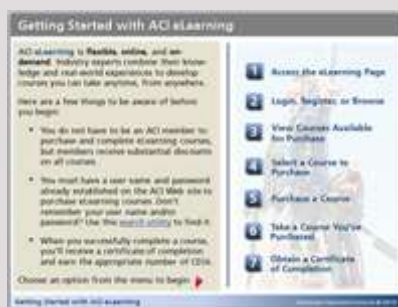 Getting Started with ACI eLearning
ACI eLearning is flexible, online, and on-
demand. Industry experts combine their know-
ledge and real-world experiences to develop
courses you can take anytime, from anywhere.
Here are a few things to be aware of before
you begin:
• You do not have to be an ACI member to
purchase and complete eLearning courses,
but members receive substantial discounts
on all courses.
• You must have a user name and password
already established on the ACI Web site to
purchase eLearning courses. Don't
remember your user name and/or
password? Use this search utility to find it.
• When you successfully complete a course,
you'll receive a certificate of completion
and earn the appropriate number of CEUs.
Choose an option from the menu to begin
1 Access the eLearning Page
2 Login, Register, or Browse
3 View Courses Available
for Purchase
4 Select a Course to
Purchase
5 Purchase a Course
6 Take a Course You've
Purchased
7 Obtain a Certificate
of Completion
Getting Started with ACI eLearning